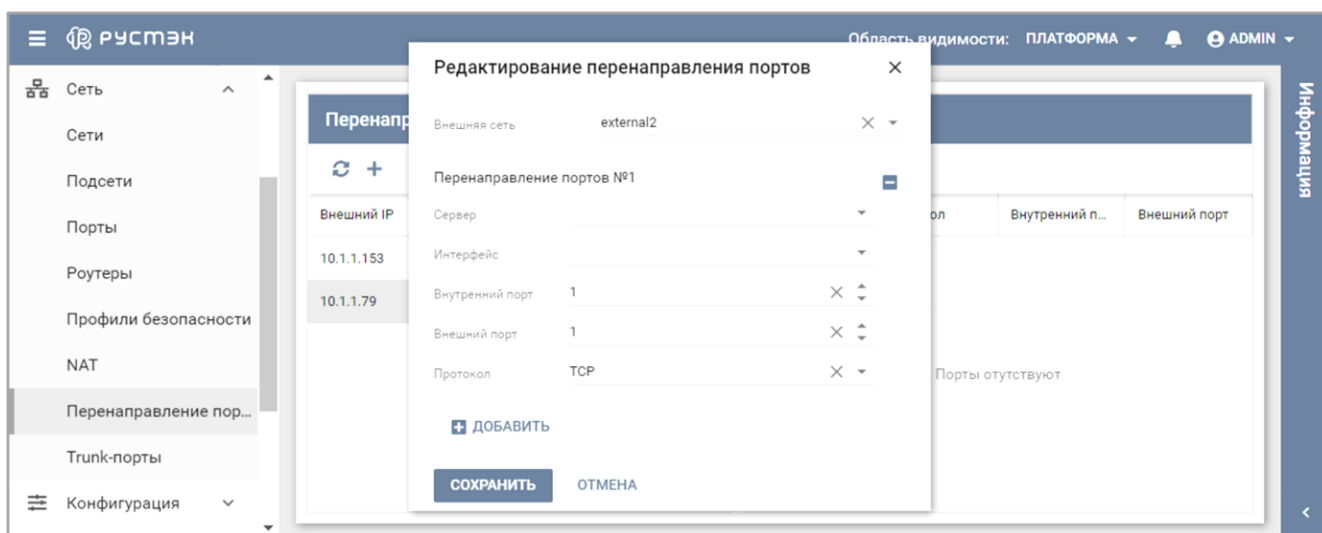 РУСТЭК
Область видимости: ПЛАТФОРМА
ADMIN
Сеть
Сети
Подсети
Порты
Роутеры
Профили безопасности
NAT
Перенаправление пор...
Trunk-порты
Конфигурация
Перенапр
Внешний IP
ол
Внутренний п...
Внешний порт
10.1.1.153
10.1.1.79
Порты отутствуют
Редактирование перенаправления портов
Внешняя сеть external2
Перенаправление портов №1
Сервер
Интерфейс
Внутренний порт 1
Внешний порт 1
Протокол TCP
ДОБАВИТЬ
СОХРАНИТЬ ОТМЕНА
Информация